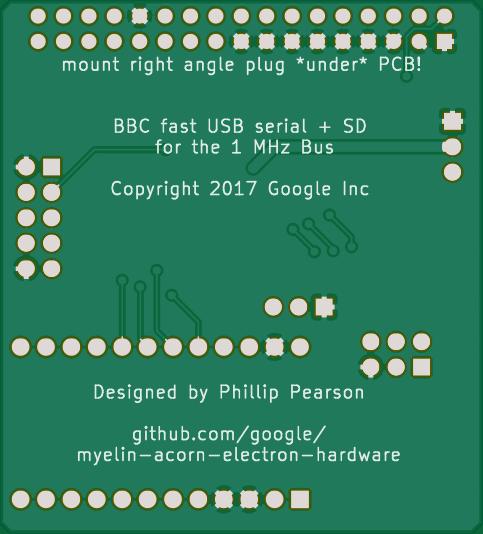 mount right angle plug *under* PCB!
BBC fast USB serial + SD
for the 1 MHz Bus
Copyright 2017 Google Inc
Designed by Phillip Pearson
github.com/google/
myelin-acorn-electron-hardware